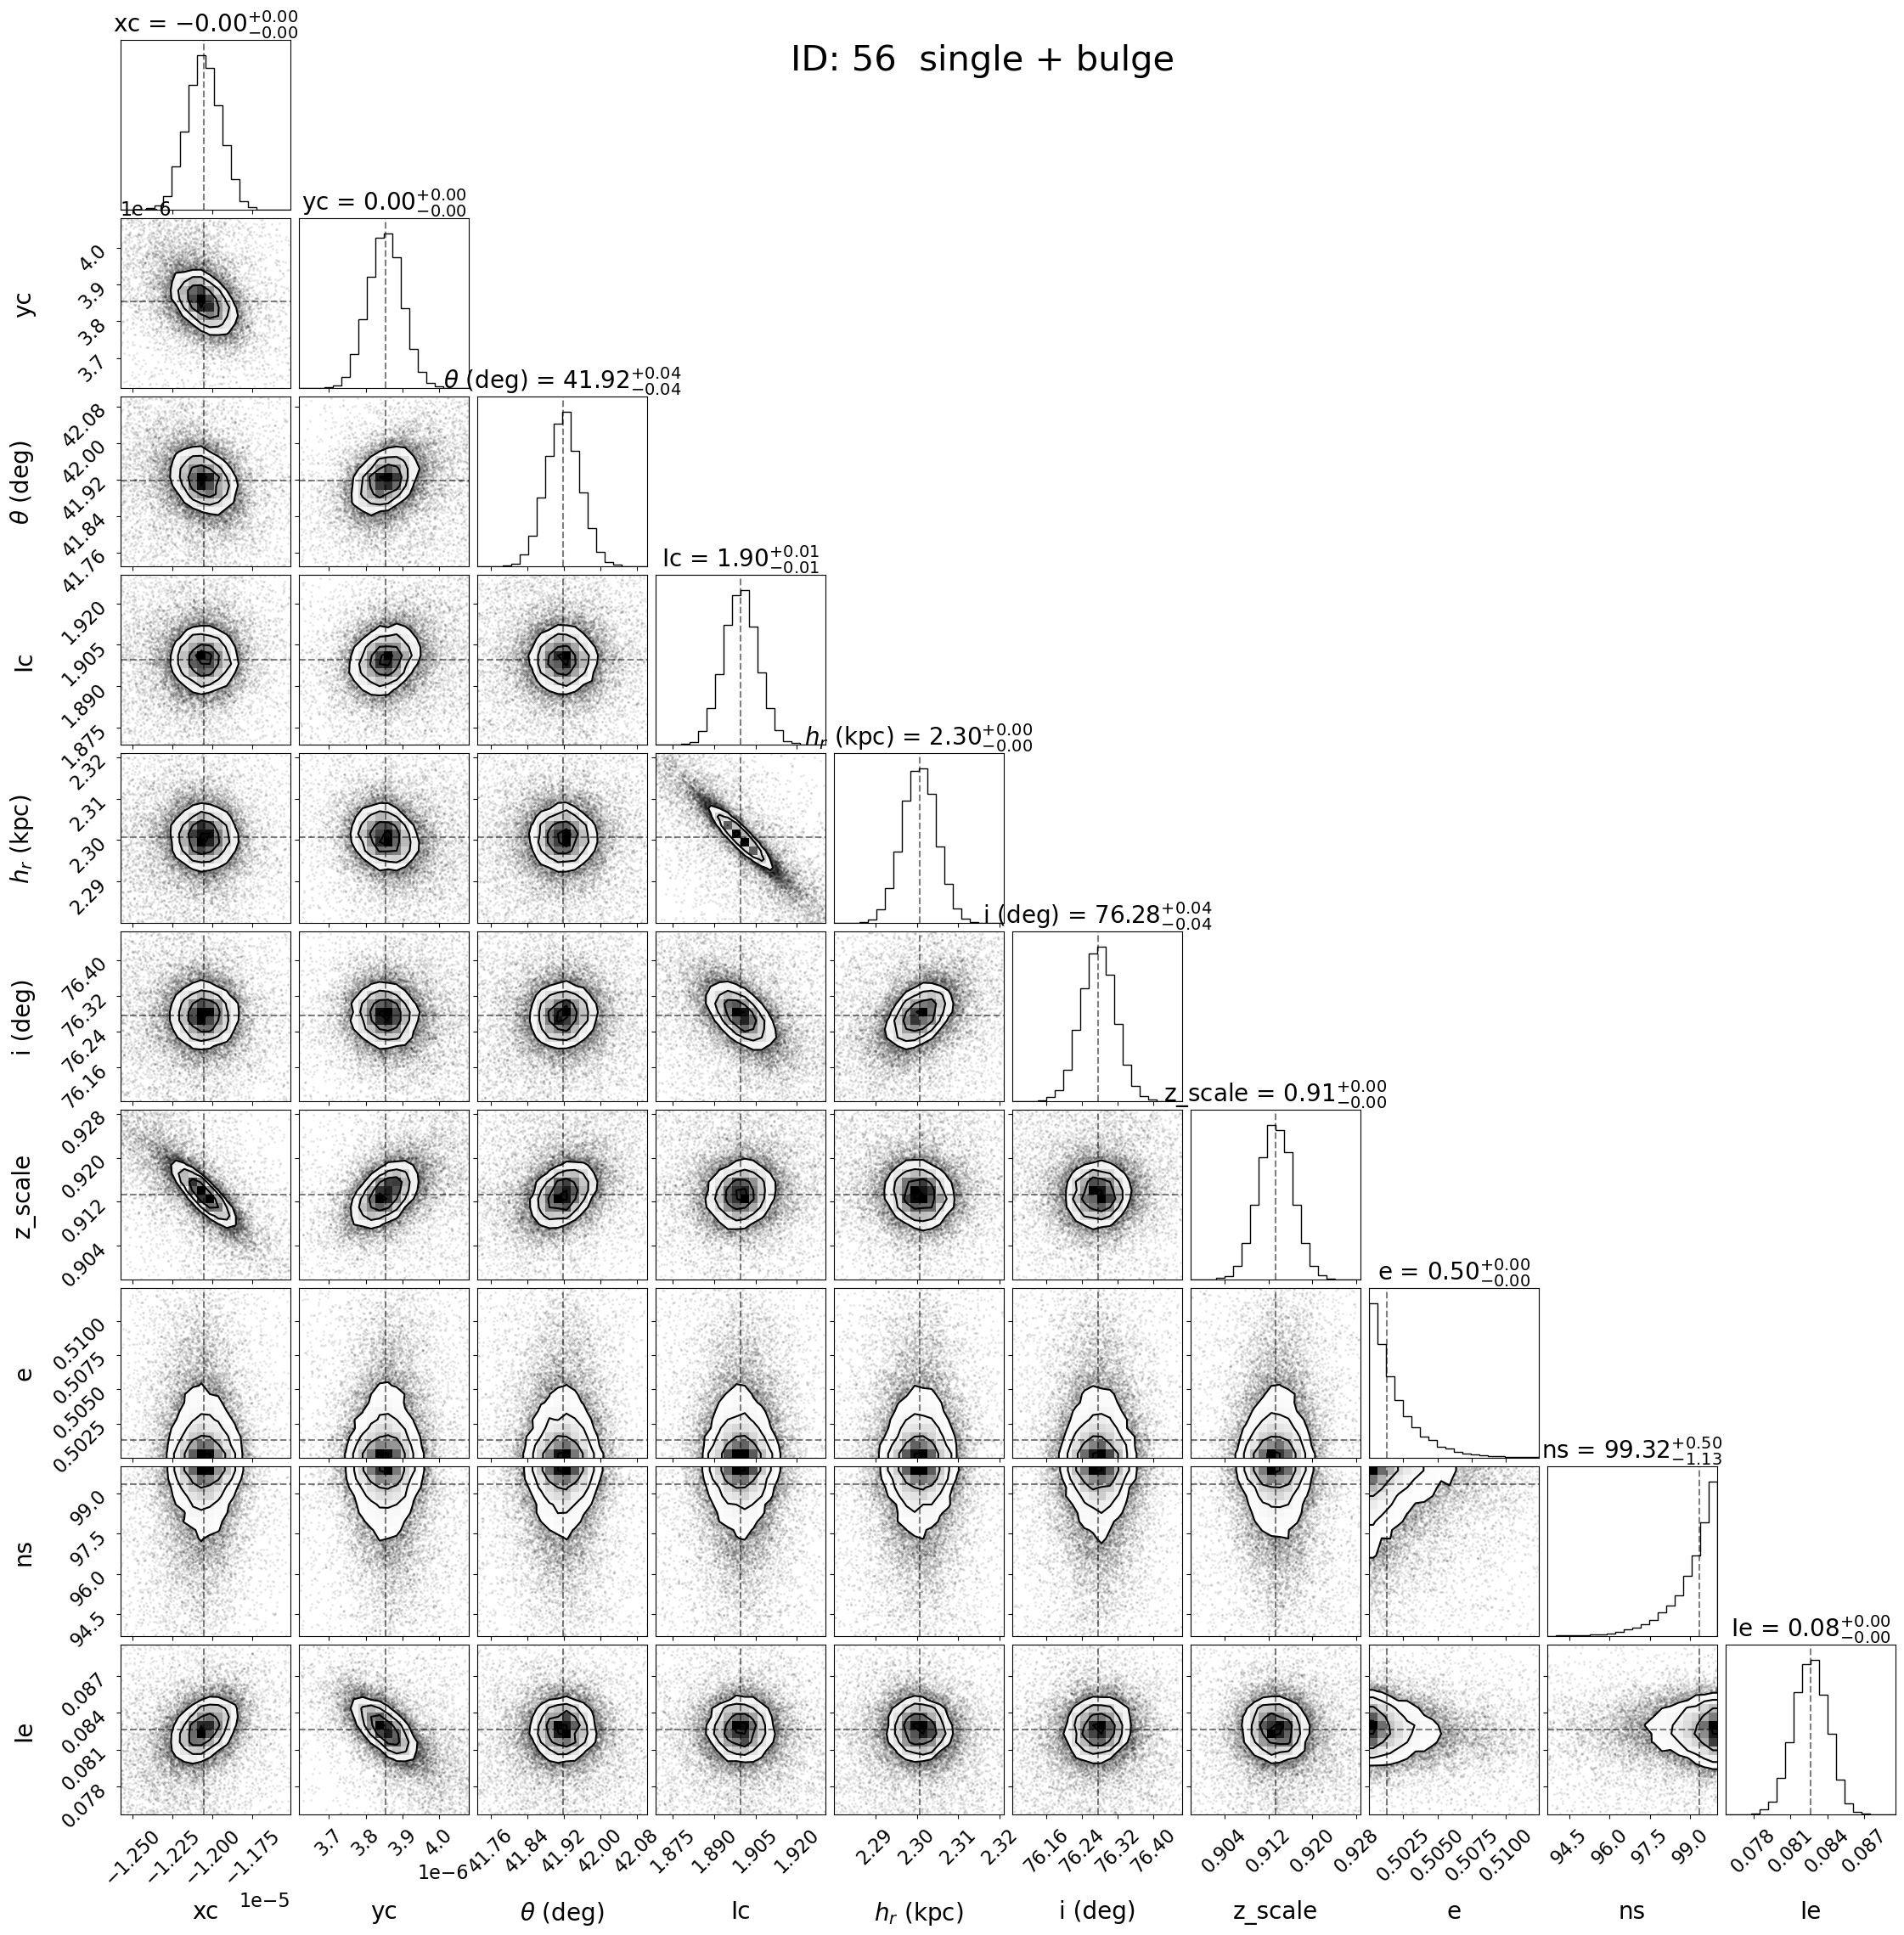 xc = −0.00+0.00−0.00
ID: 56  single + bulge
1e−6
yc = 0.00+0.00−0.00
yc
4.0
3.9
3.8
3.7
θ (deg) = 41.92+0.04−0.04
θ (deg)
42.08
42.00
41.92
41.84
41.76
Ic = 1.90+0.01−0.01
Ic
1.920
1.905
1.890
1.875
h_r (kpc) = 2.30+0.00−0.00
h_r (kpc)
2.32
2.31
2.30
2.29
i (deg) = 76.28+0.04−0.04
i (deg)
76.40
76.32
76.24
76.16
z_scale = 0.91+0.00−0.00
z_scale
0.928
0.920
0.912
0.904
e = 0.50+0.00−0.00
e
0.5100
0.5075
0.5050
0.5025
0.5000
ns = 99.32+0.50−1.13
ns
99.0
97.5
96.0
94.5
Ie = 0.08+0.00−0.00
Ie
0.087
0.084
0.081
0.078
−1.250 −1.225 −1.200 −1.175 3.7 3.8 3.9 4.0 41.76 41.84 41.92 42.00 42.08 1.875 1.890 1.905 1.920 2.29 2.30 2.31 2.32 76.16 76.24 76.32 76.40 0.904 0.912 0.920 0.928 0.5025 0.5050 0.5075 0.5100 94.5 96.0 97.5 99.0 0.078 0.081 0.084 0.087
1e−5 1e−6
xc yc θ (deg) Ic h_r (kpc) i (deg) z_scale e ns Ie